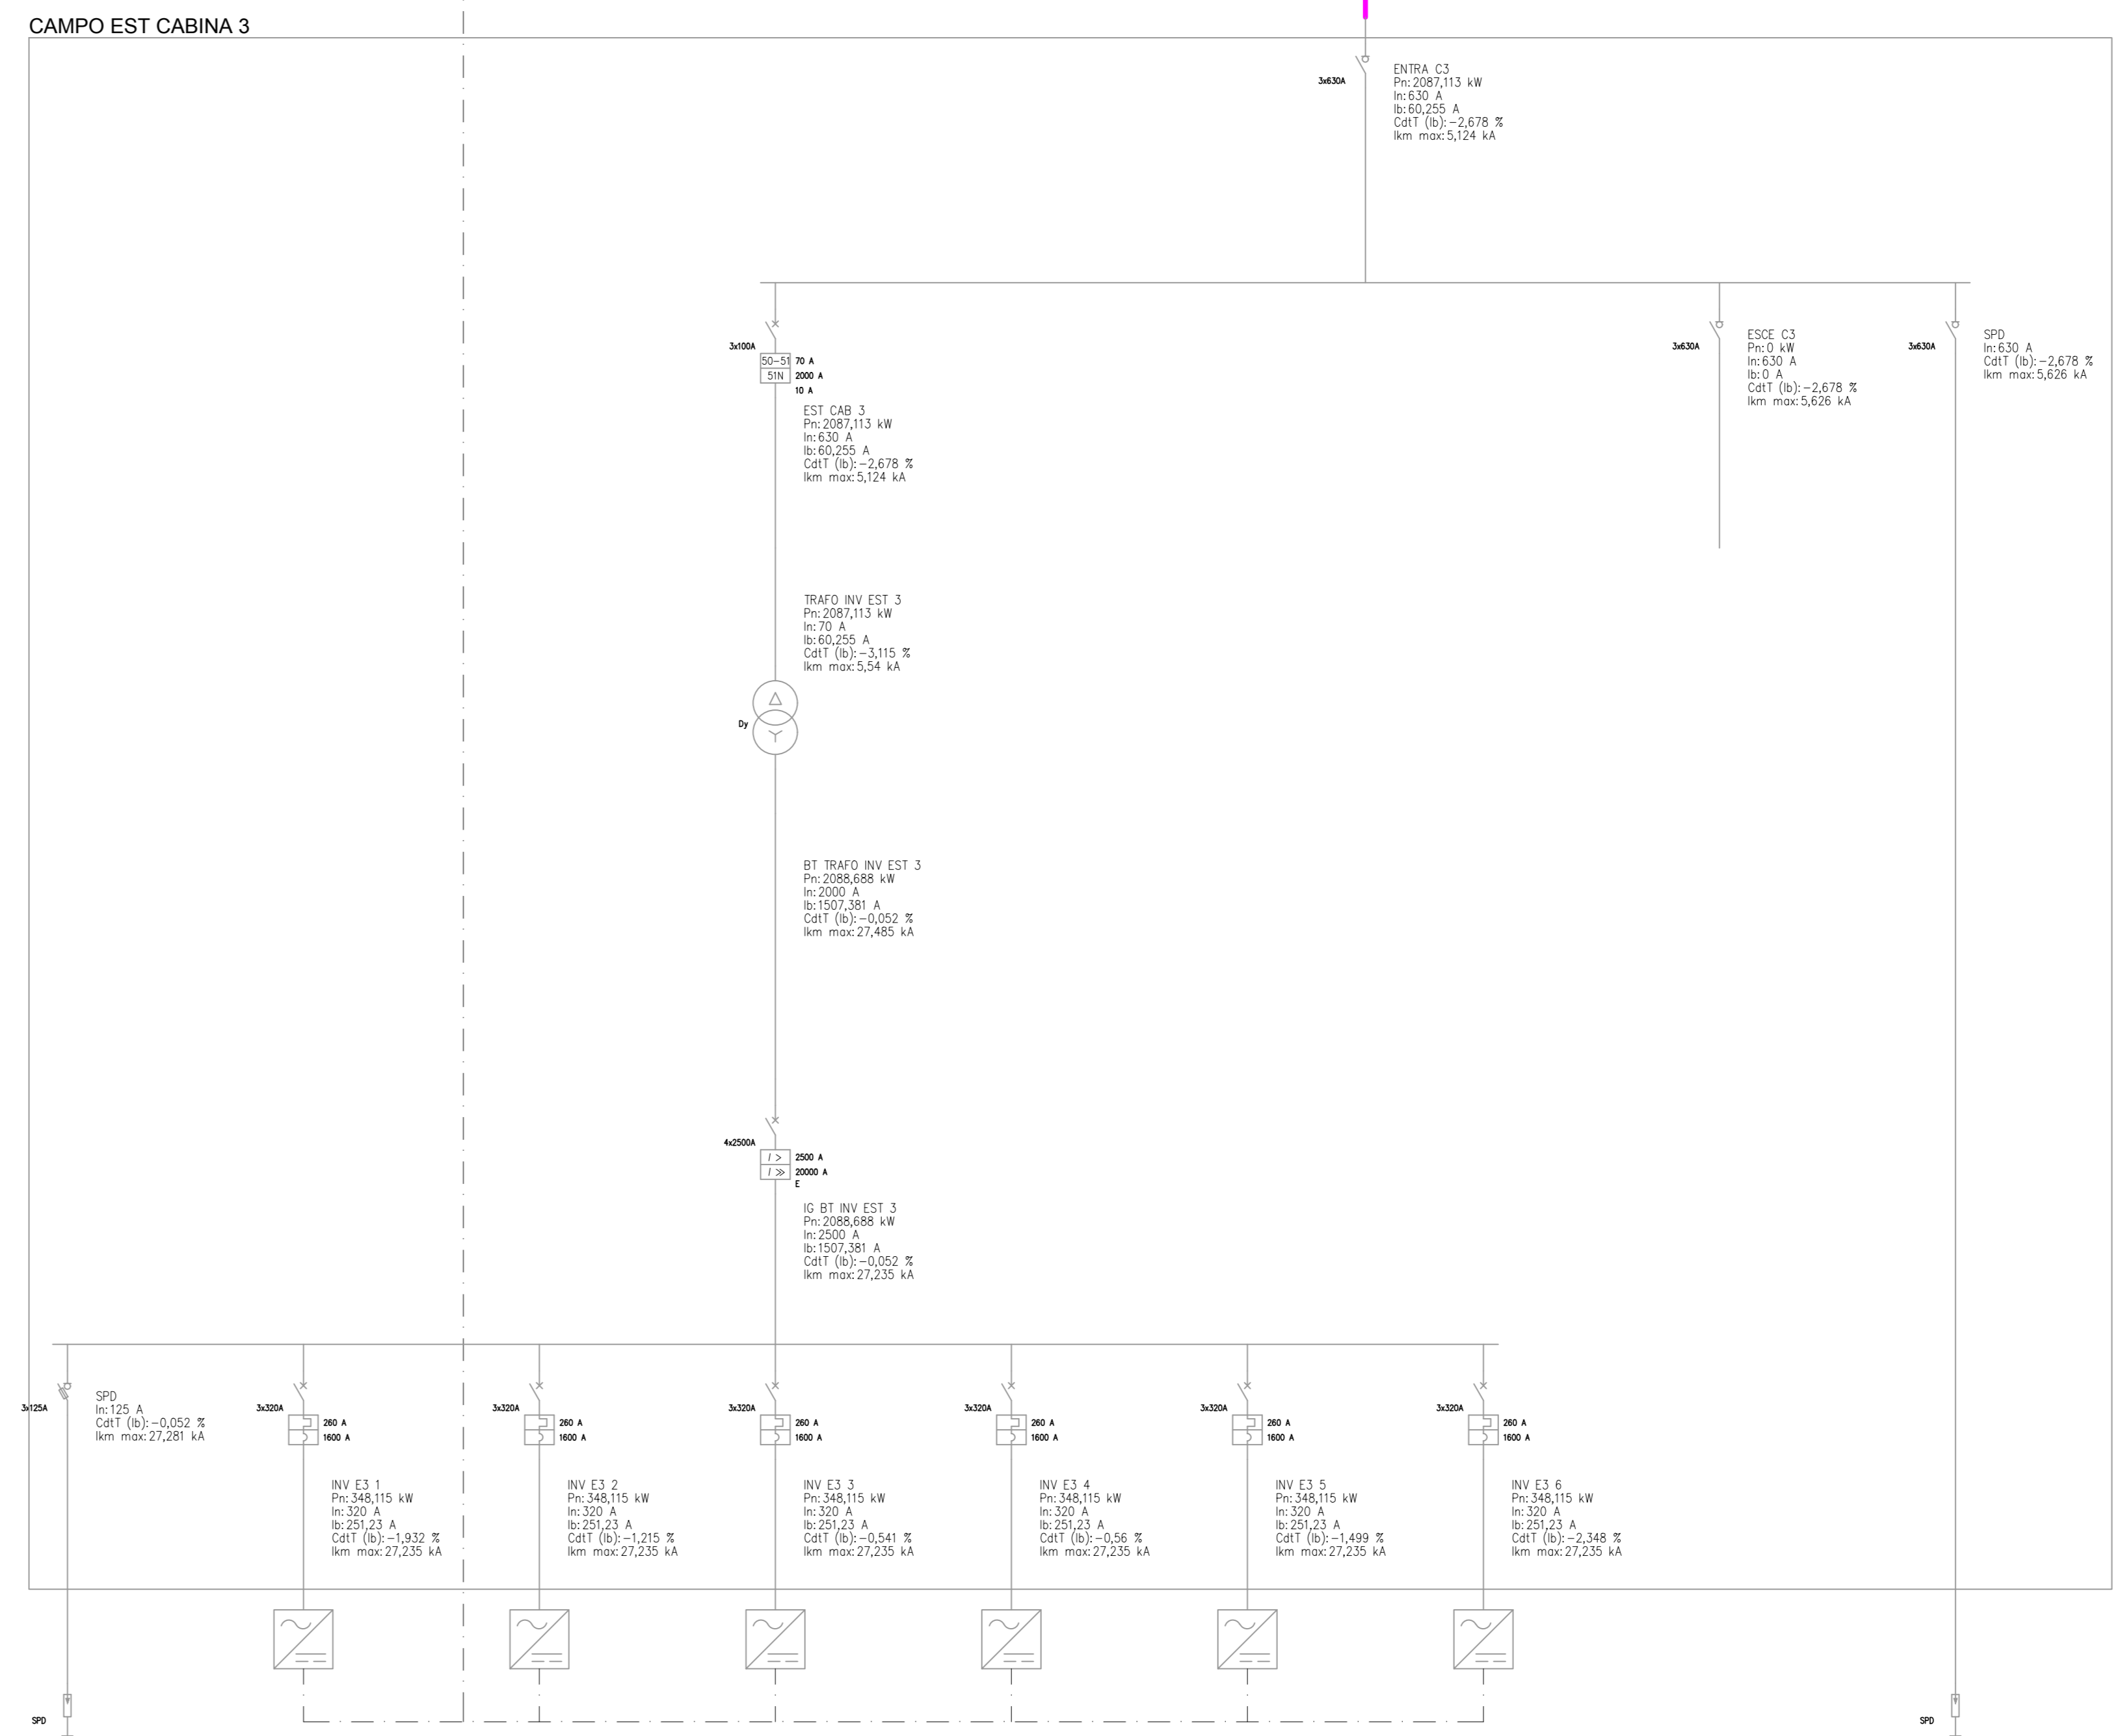 CAMPO EST CABINA 3
3x630A
ENTRA C3
Pn: 2087,113 kW
In: 630 A
Ib: 60,255 A
CdtT (Ib): -2,678 %
Ikm max: 5,124 kA
3x100A
50-51
70 A
51N
2000 A
10 A
EST CAB 3
Pn: 2087,113 kW
In: 630 A
Ib: 60,255 A
CdtT (Ib): -2,678 %
Ikm max: 5,124 kA
3x630A
ESCE C3
Pn: 0 kW
In: 630 A
Ib: 0 A
CdtT (Ib): -2,678 %
Ikm max: 5,626 kA
3x630A
SPD
In: 630 A
CdtT (Ib): -2,678 %
Ikm max: 5,626 kA
TRAFO INV EST 3
Pn: 2087,113 kW
In: 70 A
Ib: 60,255 A
CdtT (Ib): -3,115 %
Ikm max: 5,54 kA
Dy
BT TRAFO INV EST 3
Pn: 2088,688 kW
In: 2000 A
Ib: 1507,381 A
CdtT (Ib): -0,052 %
Ikm max: 27,485 kA
4x2500A
I >
2500 A
I >>
20000 A
E
IG BT INV EST 3
Pn: 2088,688 kW
In: 2500 A
Ib: 1507,381 A
CdtT (Ib): -0,052 %
Ikm max: 27,235 kA
3x125A
SPD
In: 125 A
CdtT (Ib): -0,052 %
Ikm max: 27,281 kA
3x320A
260 A
1600 A
INV E3 1
Pn: 348,115 kW
In: 320 A
Ib: 251,23 A
CdtT (Ib): -1,932 %
Ikm max: 27,235 kA
3x320A
260 A
1600 A
INV E3 2
Pn: 348,115 kW
In: 320 A
Ib: 251,23 A
CdtT (Ib): -1,215 %
Ikm max: 27,235 kA
3x320A
260 A
1600 A
INV E3 3
Pn: 348,115 kW
In: 320 A
Ib: 251,23 A
CdtT (Ib): -0,541 %
Ikm max: 27,235 kA
3x320A
260 A
1600 A
INV E3 4
Pn: 348,115 kW
In: 320 A
Ib: 251,23 A
CdtT (Ib): -0,56 %
Ikm max: 27,235 kA
3x320A
260 A
1600 A
INV E3 5
Pn: 348,115 kW
In: 320 A
Ib: 251,23 A
CdtT (Ib): -1,499 %
Ikm max: 27,235 kA
3x320A
260 A
1600 A
INV E3 6
Pn: 348,115 kW
In: 320 A
Ib: 251,23 A
CdtT (Ib): -2,348 %
Ikm max: 27,235 kA
SPD
SPD